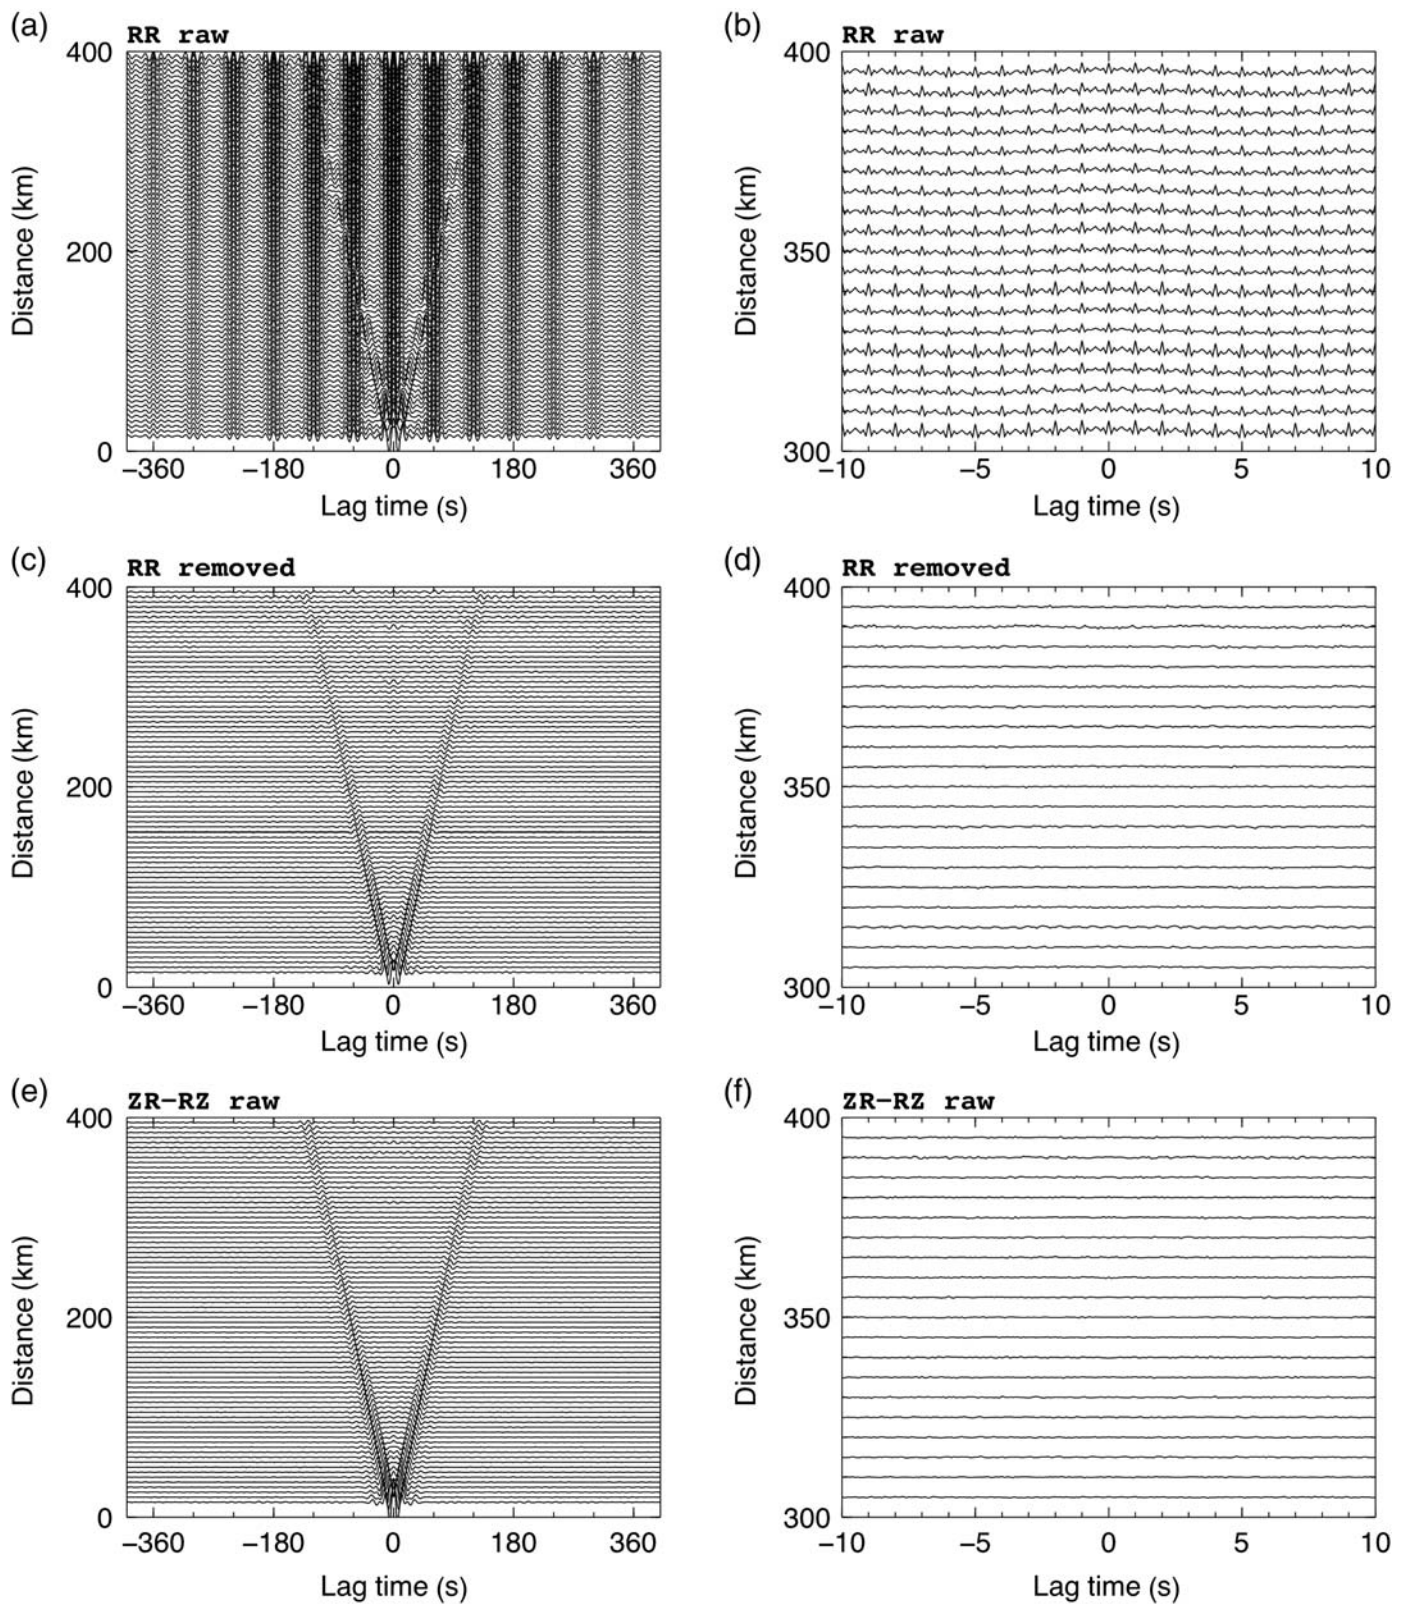 (a) RR raw
400
200
0
Distance (km)
−360 −180 0 180 360
Lag time (s)
(b) RR raw
400
350
300
Distance (km)
−10 −5 0 5 10
Lag time (s)
(c) RR removed
400
200
0
Distance (km)
−360 −180 0 180 360
Lag time (s)
(d) RR removed
400
350
300
Distance (km)
−10 −5 0 5 10
Lag time (s)
(e) ZR−RZ raw
400
200
0
Distance (km)
−360 −180 0 180 360
Lag time (s)
(f) ZR−RZ raw
400
350
300
Distance (km)
−10 −5 0 5 10
Lag time (s)